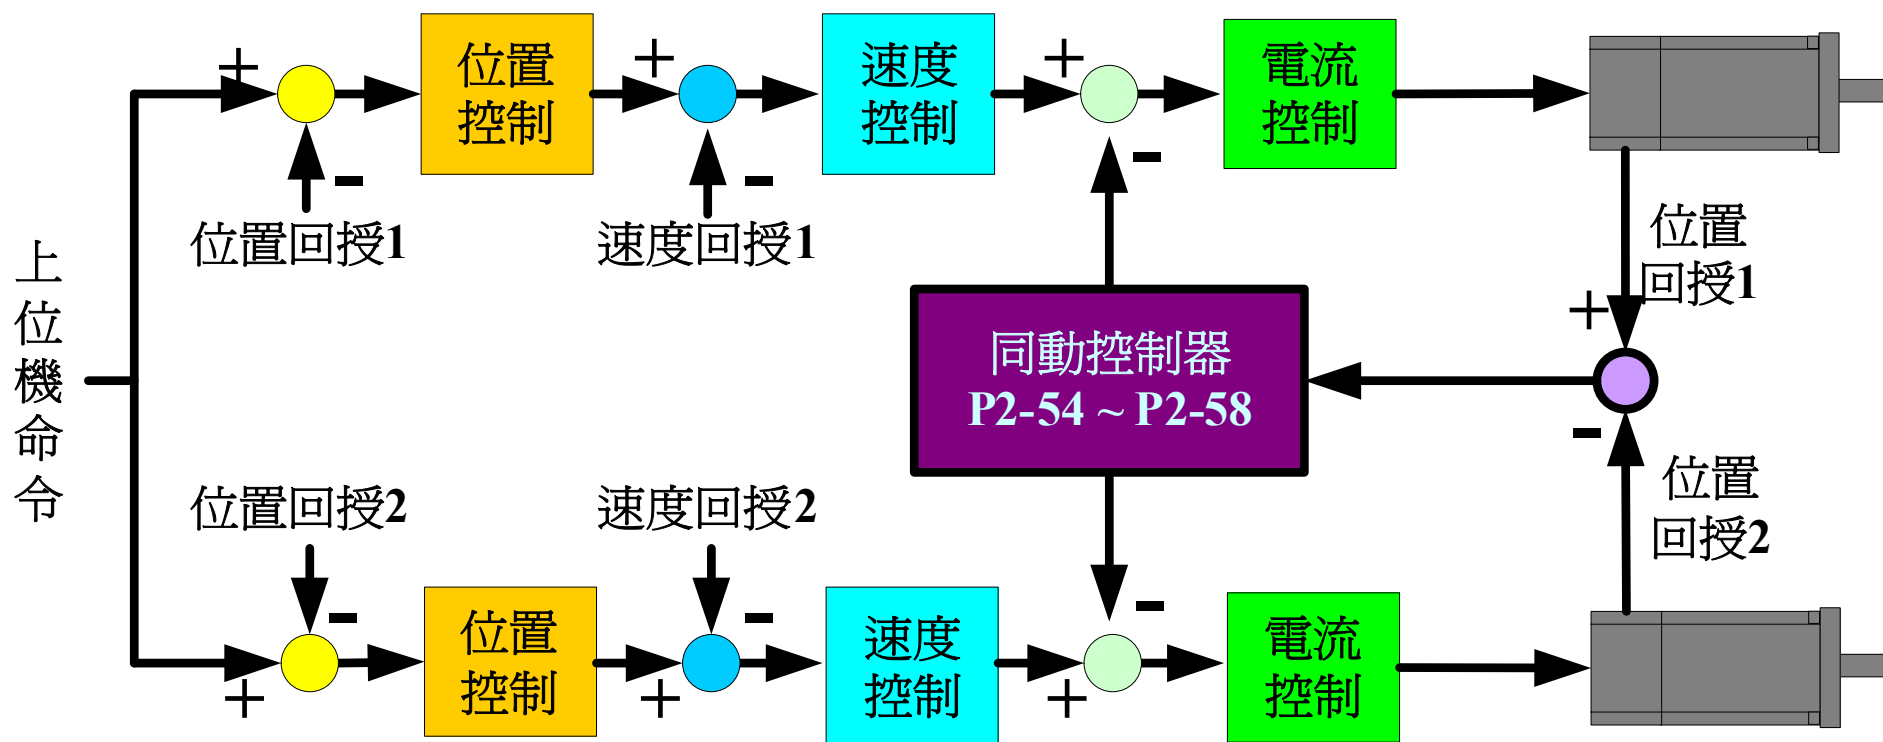 位置
控制
速度
控制
電流
控制
+
+
+
-
-
-
位置回授1
速度回授1
位置
回授1
上
位
機
命
令
同動控制器
P2-54 ~ P2-58
+
-
位置回授2
速度回授2
位置
回授2
-
-
-
+
+
+
位置
控制
速度
控制
電流
控制